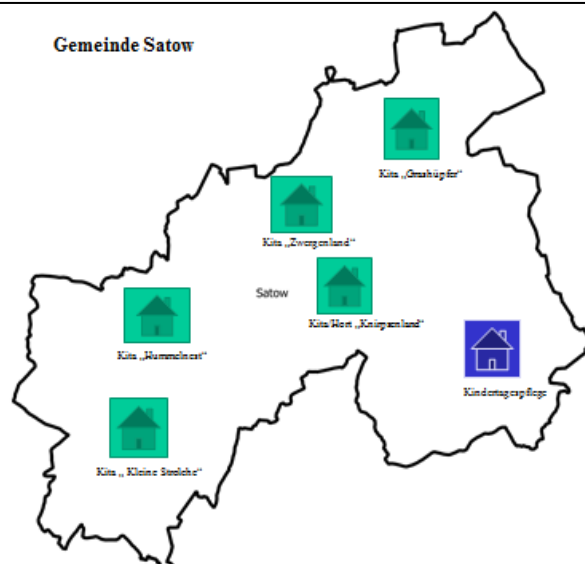 Gemeinde Satow
Kita „Grashüpfer“
Kita „Zwergenland“
Satow
Kita/Hort „Knirpsenland“
Kita „Hummelnest“
Kindertagespflege
Kita „ Kleine Strolche“